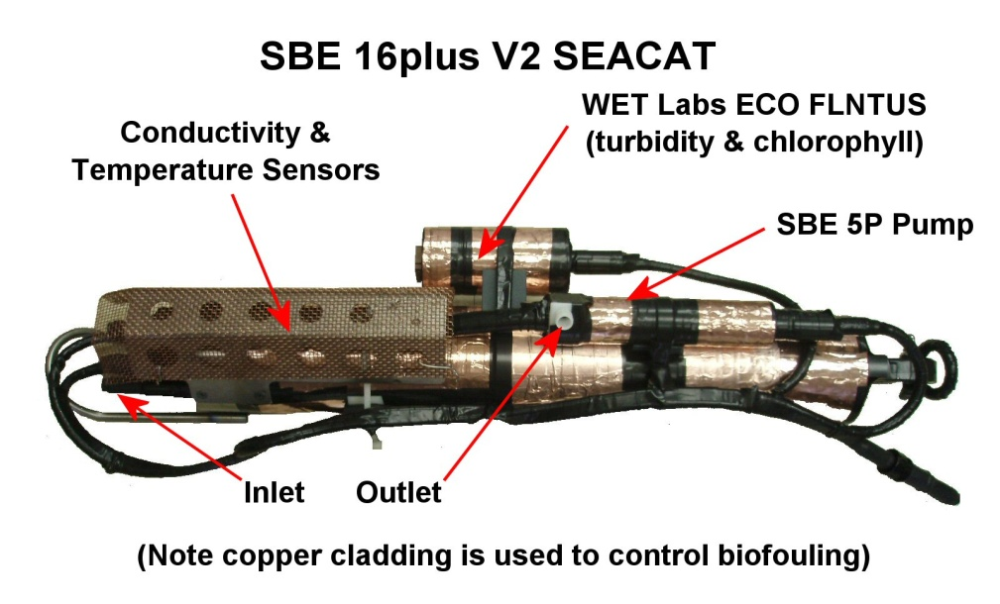 SBE 16plus V2 SEACAT
WET Labs ECO FLNTUS
(turbidity & chlorophyll)
Conductivity &
Temperature Sensors
SBE 5P Pump
Inlet
Outlet
(Note copper cladding is used to control biofouling)